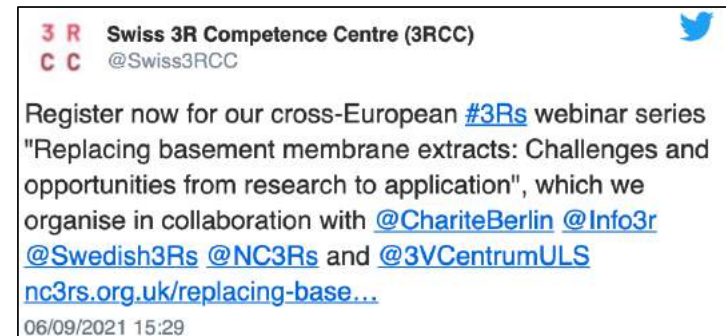 3 R Swiss 3R Competence Centre (3RCC)
C C @Swiss3RCC
Register now for our cross-European #3Rs webinar series
"Replacing basement membrane extracts: Challenges and
opportunities from research to application", which we
organise in collaboration with @ChariteBerlin @Info3r
@Swedish3Rs @NC3Rs and @3VCentrumULS
nc3rs.org.uk/replacing-base…
06/09/2021 15:29